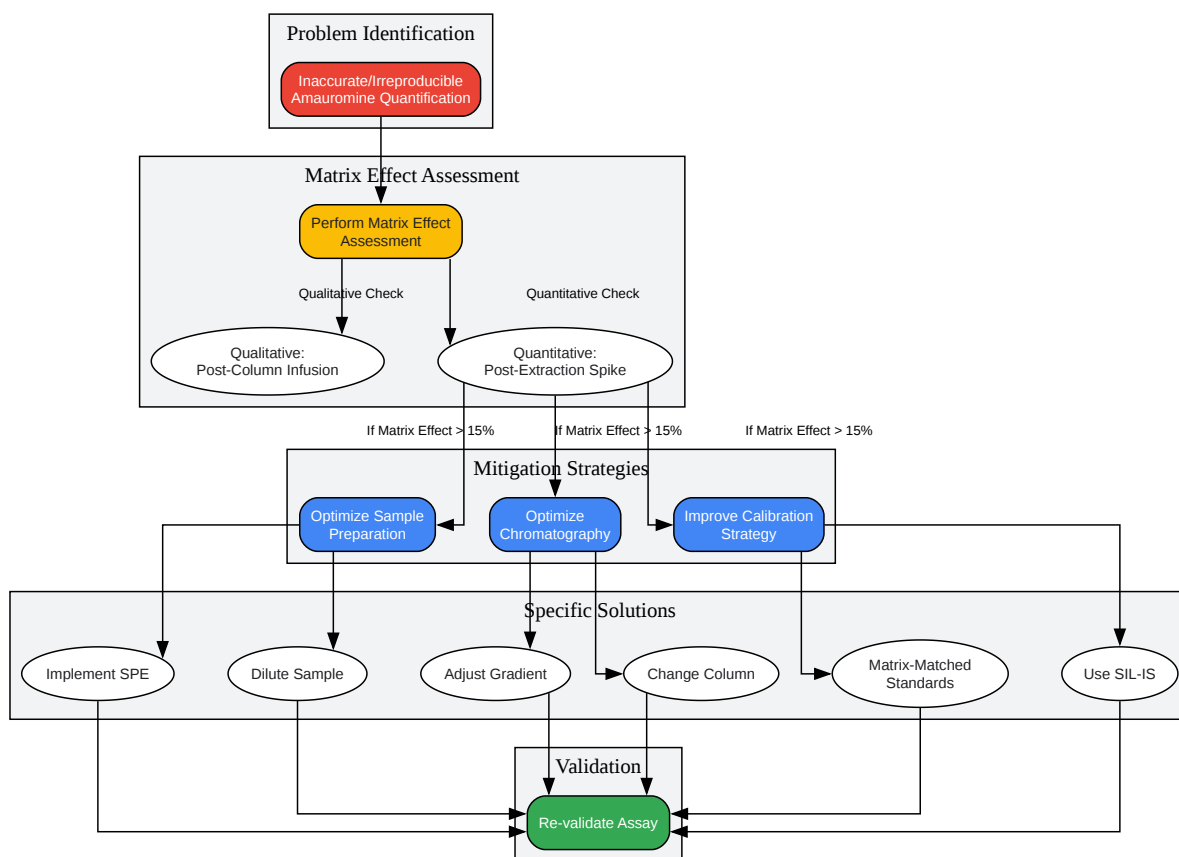 Problem Identification
Inaccurate/Irreproducible
Amauromine Quantification
Matrix Effect Assessment
Perform Matrix Effect
Assessment
Qualitative Check
Quantitative Check
Qualitative:
Post-Column Infusion
Quantitative:
Post-Extraction Spike
If Matrix Effect > 15%
If Matrix Effect > 15%
If Matrix Effect > 15%
Mitigation Strategies
Optimize Sample
Preparation
Optimize
Chromatography
Improve Calibration
Strategy
Specific Solutions
Implement SPE
Dilute Sample
Adjust Gradient
Change Column
Matrix-Matched
Standards
Use SIL-IS
Validation
Re-validate Assay